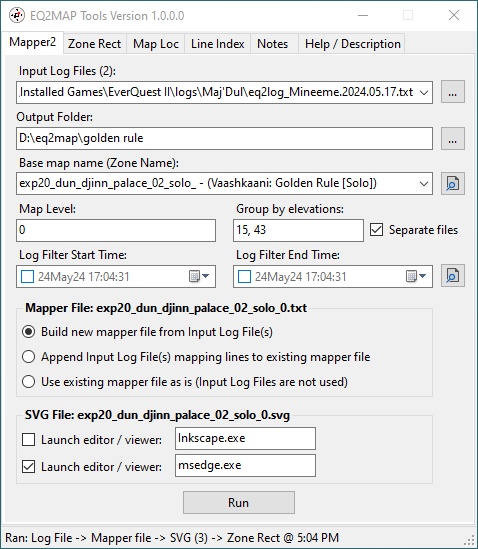 EQ2MAP Tools Version 1.0.0.0
Mapper2 Zone Rect Map Loc Line Index Notes Help / Description
Input Log Files (2):
.Installed Games\EverQuest II\logs\Maj'Dul\eq2log_Mineeme.2024.05.17.txt ...
Output Folder:
D:\eq2map\golden rule ...
Base map name (Zone Name):
exp20_dun_djinn_palace_02_solo_ - (Vaashkaani: Golden Rule [Solo])
Map Level: Group by elevations:
0 15, 43 Separate files
Log Filter Start Time: Log Filter End Time:
24May24 17:04:31 24May24 17:04:31
Mapper File: exp20_dun_djinn_palace_02_solo_0.txt
Build new mapper file from Input Log File(s)
Append Input Log File(s) mapping lines to existing mapper file
Use existing mapper file as is (Input Log Files are not used)
SVG File: exp20_dun_djinn_palace_02_solo_0.svg
Launch editor / viewer: Inkscape.exe
Launch editor / viewer: msedge.exe
Run
Ran: Log File -> Mapper file -> SVG (3) -> Zone Rect @ 5:04 PM